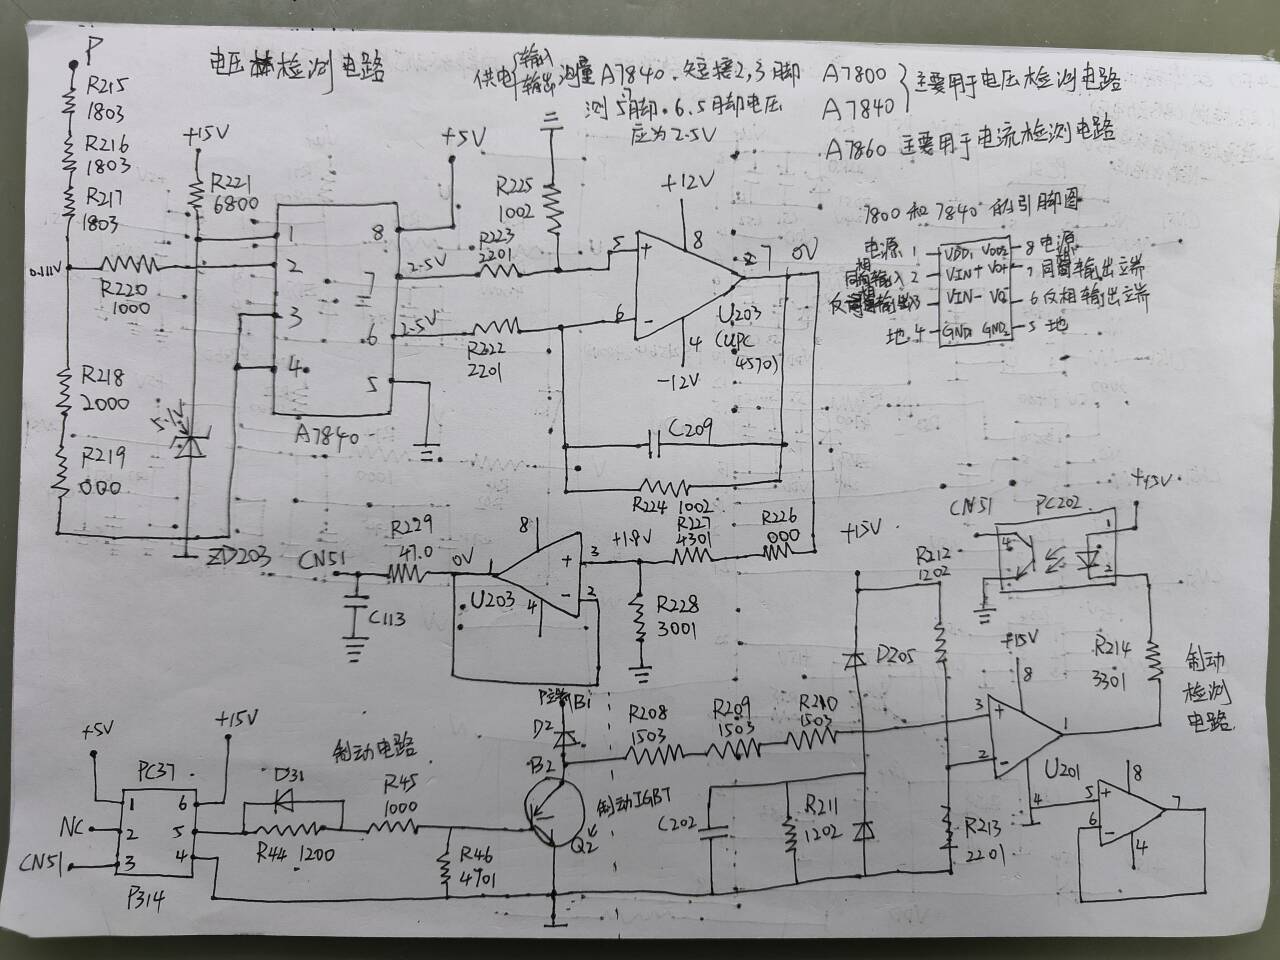 P
电压检测电路
供电
输入
输出
测量A7840.短接2,3脚
测5脚.6.5脚电压
应为2.5V
A7800
A7840
主要用于电压检测电路
A7860 主要用于电流检测电路
R215
1803
R216
1803
R217
1803
+15V
R221
6800
+5V
R225
1002
R223
2201
2.5V
2.5V
R222
2201
1
2
3
4
8
7
6
5
A7840
R220
1000
R218
2000
R219
000
5.1V
ZD203
+12V
5
+
8
7
0V
6
-
4
-12V
U203
(UPC
4570)
C209
R224 1002
7800和7840的引脚图
电源 1 VDD1 VDD2 8 电源
同相输入 2 VIN+ VO+ 7 同相输出端
3 VIN- VO- 6 反相输出端
地 4 GND1 GND2 5 地
CN51
R229
47.0
0V
C113
8
1
U203
4
+
3
-
2
+1.9V
R227
4301
R226
000
R228
3001
+15V
R212
1202
D205
CN51
PC202
4
3
1
2
+15V
R214
3301
制动
检测
电路
+15V
8
3
+
2
-
1
4
U201
5
+
6
-
8
7
4
R213
2201
B1
D2
B2
R208
1503
R209
1503
R210
1503
制动IGBT
Q2
C202
R211
1202
制动电路
+5V
+15V
PC37
1
2
3
6
5
4
NC
CN51
P314
D31
R44 1200
R45
1000
R46
4701